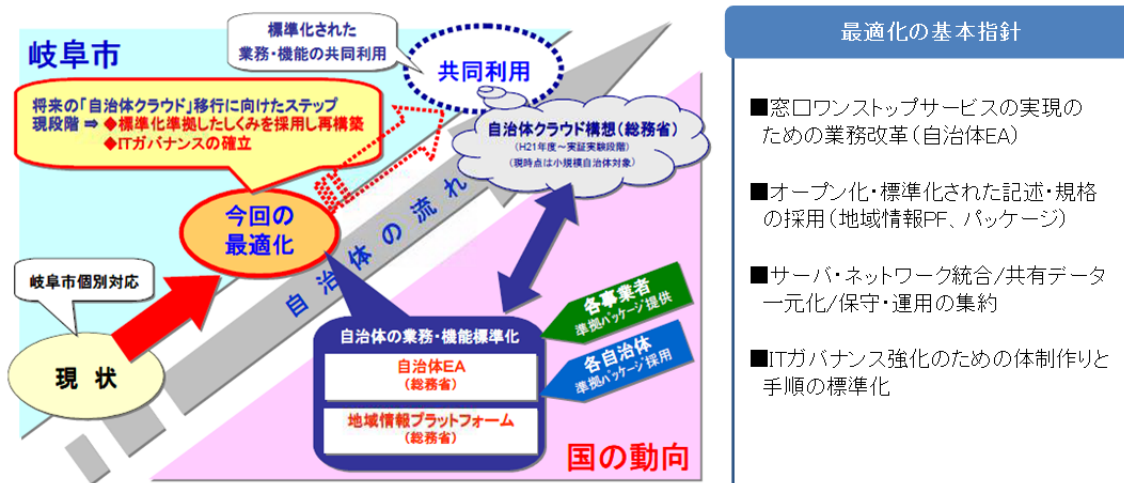 岐阜市
標準化された
業務・機能の共同利用
共同利用
将来の「自治体クラウド」移行に向けたステップ
現段階 ⇒ ◆標準化準拠したしくみを採用し再構築
◆ITガバナンスの確立
自治体クラウド構想(総務省)
(H21年度~実証実験段階)
(現時点は小規模自治体対象)
今回の
最適化
自治体の流れ
岐阜市個別対応
現 状
自治体の業務・機能標準化
自治体EA
(総務省)
地域情報プラットフォーム
(総務省)
各事業者
準拠パッケージ提供
各自治体
準拠パッケージ採用
国の動向
最適化の基本指針
■窓口ワンストップサービスの実現の
ための業務改革(自治体EA)
■オープン化・標準化された記述・規格
の採用(地域情報PF、パッケージ)
■サーバ・ネットワーク統合/共有データ
一元化/保守・運用の集約
■ITガバナンス強化のための体制作りと
手順の標準化